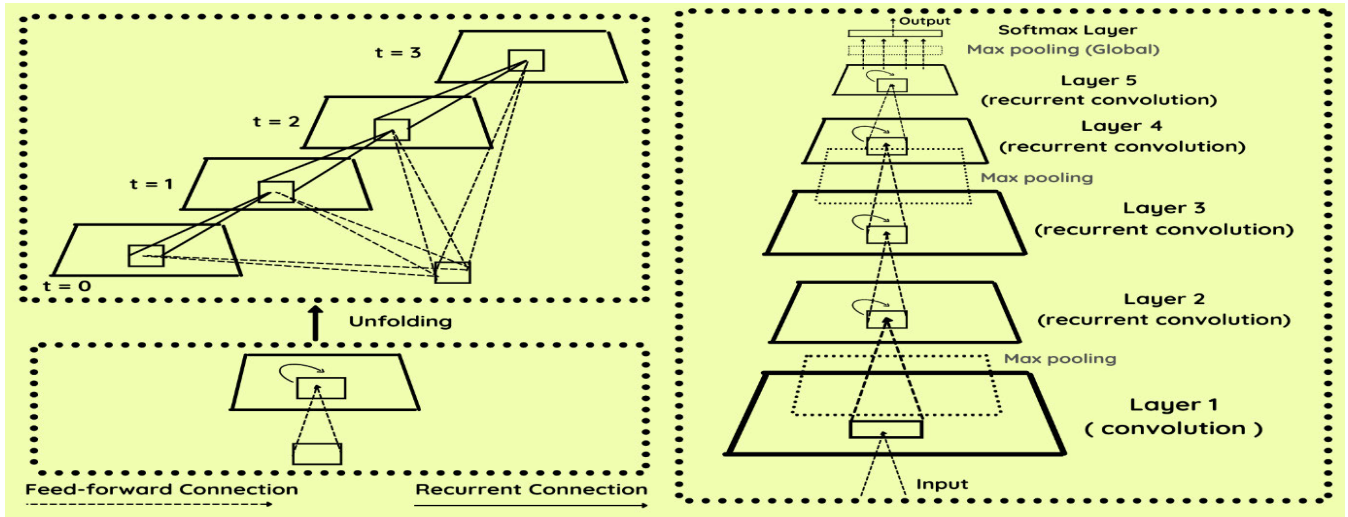 t = 3
t = 2
t = 1
t = 0
Unfolding
Feed-forward Connection
Recurrent Connection
Output
Softmax Layer
Max pooling (Global)
Layer 5
(recurrent convolution)
Layer 4
(recurrent convolution)
Max pooling
Layer 3
(recurrent convolution)
Layer 2
(recurrent convolution)
Max pooling
Layer 1
( convolution )
Input